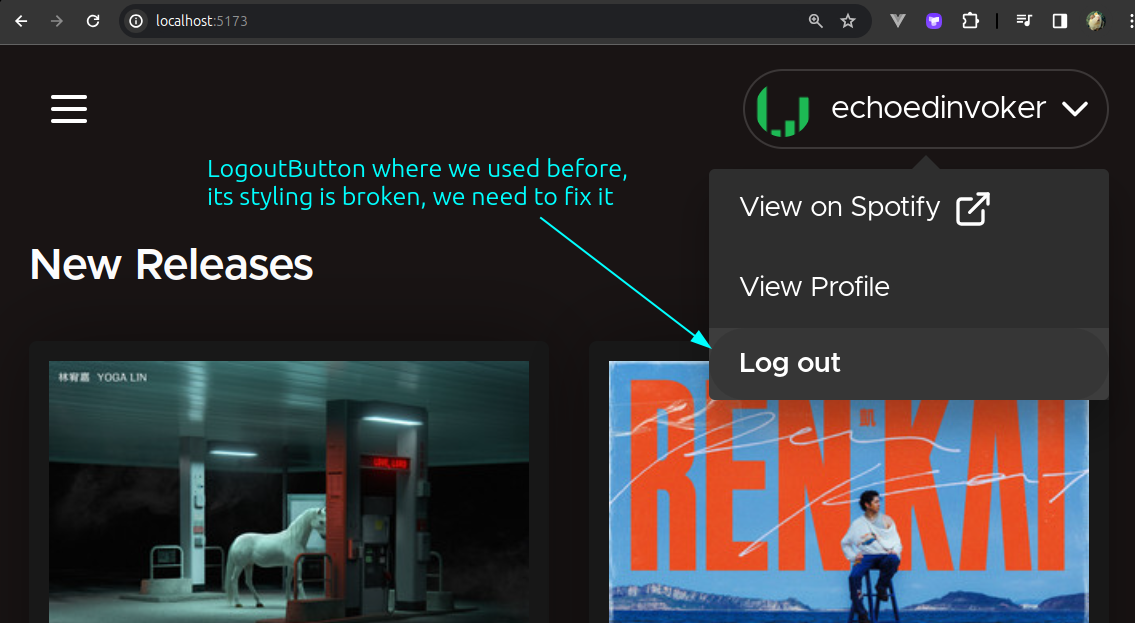 localhost:5173
echoedinvoker
LogoutButton where we used before,
its styling is broken, we need to fix it
View on Spotify
View Profile
New Releases
Log out
林宥嘉 YOGA LIN
RENKAI